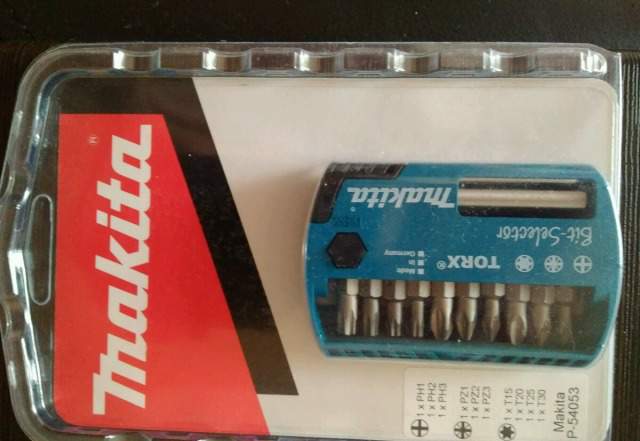 makita®
makita®
Bit-Selector
TORX®
Made
in
Germany
1 x PH1
1 x PH2
1 x PH3
1 x PZ1
1 x PZ2
1 x PZ3
1 x T15
1 x T20
1 x T25
1 x T30
Makita
P-54053